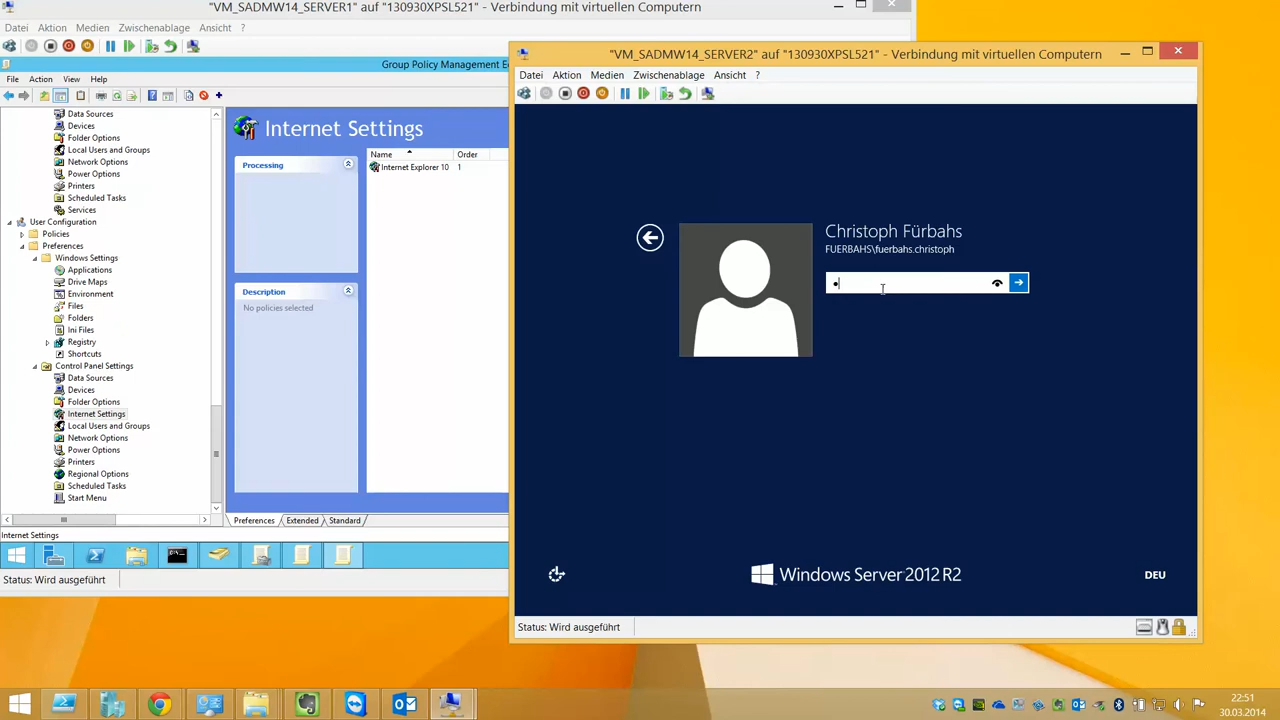 "VM_SADMW14_SERVER1" auf "130930XPSL521" - Verbindung mit virtuellen Computern
Datei Aktion Medien Zwischenablage Ansicht ?
Group Policy Management Ed
File Action View Help
Data Sources
Devices
Folder Options
Local Users and Groups
Network Options
Power Options
Printers
Scheduled Tasks
Services
User Configuration
Policies
Preferences
Windows Settings
Applications
Drive Maps
Environment
Files
Folders
Ini Files
Registry
Shortcuts
Control Panel Settings
Data Sources
Devices
Folder Options
Internet Settings
Local Users and Groups
Network Options
Power Options
Printers
Regional Options
Scheduled Tasks
Start Menu
Internet Settings
Processing
Description
No policies selected
Name Order
Internet Explorer 10 1
Preferences Extended Standard
Internet Settings
Status: Wird ausgeführt
"VM_SADMW14_SERVER2" auf "130930XPSL521" - Verbindung mit virtuellen Computern
Datei Aktion Medien Zwischenablage Ansicht ?
Christoph Fürbahs
FUERBAHS\fuerbahs.christoph
Windows Server 2012 R2
DEU
Status: Wird ausgeführt
22:51
30.03.2014